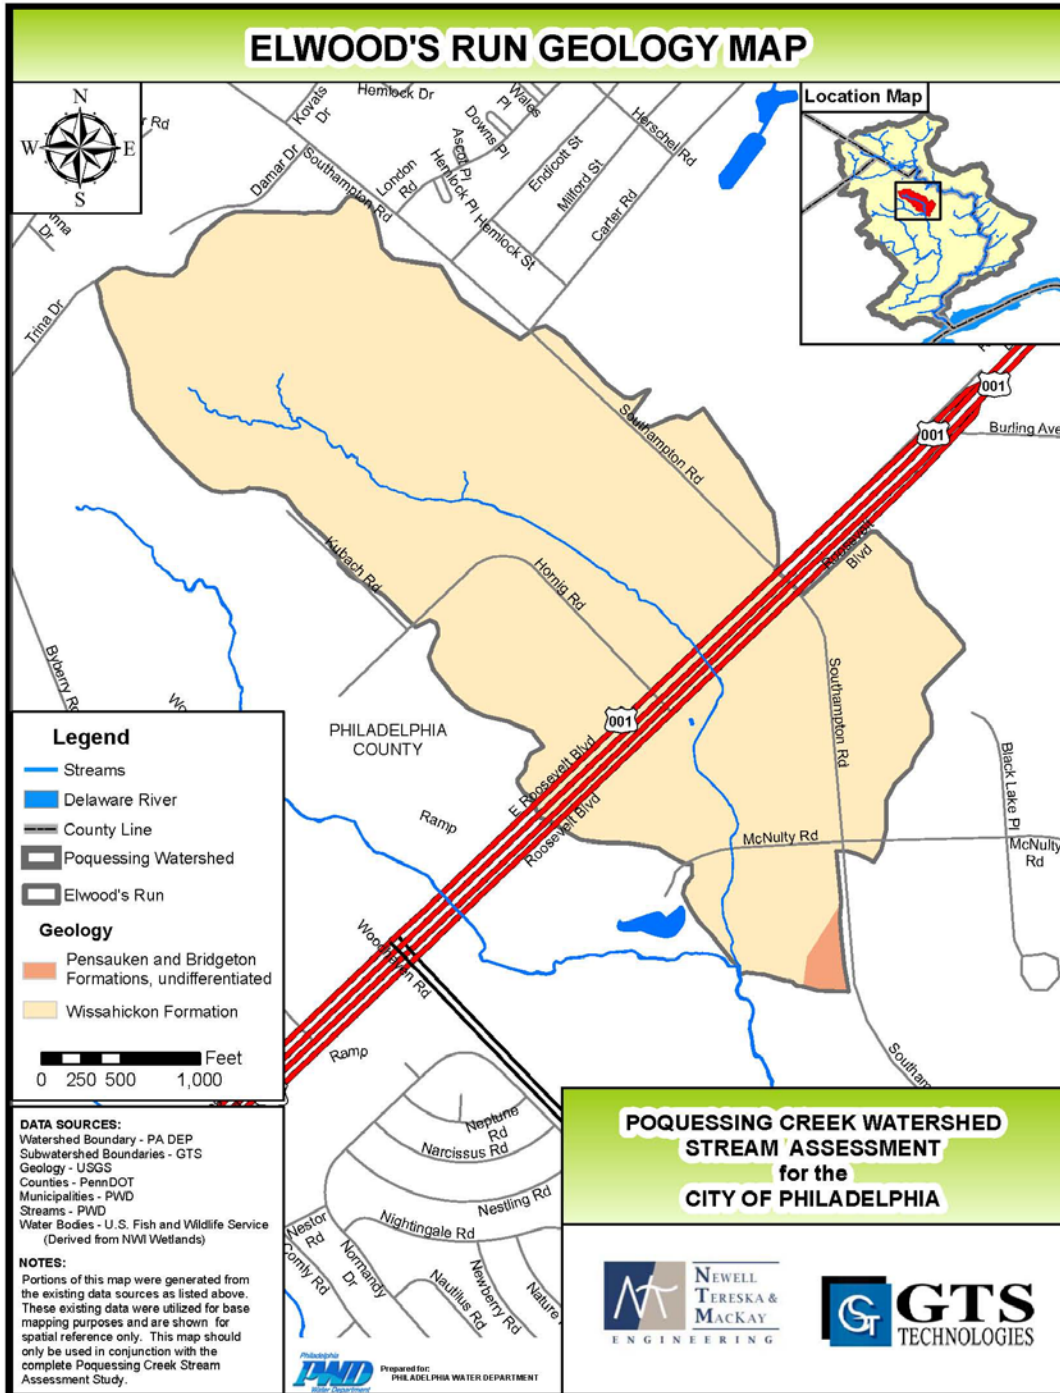 ELWOOD'S RUN GEOLOGY MAP
N
W E
S
Location Map
Hemlock Dr
Kovats Dr
Wales Pl
Downs Pl
Ascot Pl
Hemlock Pl
London Rd
Endicott St
Milford St
Herschel Rd
Carter Rd
Hemlock St
Damar Dr
Southampton Rd
r Rd
Dr
Trina Dr
001
001
Burling Ave
Southampton Rd
Roosevelt Blvd
Kubach Rd
Hornig Rd
Byberry Rd
Wo
PHILADELPHIA
COUNTY
001
E Roosevelt Blvd
Roosevelt Blvd
Southampton Rd
Black Lake Pl
McNulty Rd
McNulty
Rd
Ramp
Woodhaven Rd
Ramp
Southam
Neptune Rd
Narcissus Rd
Nestling Rd
Nightingale Rd
Nestor Rd
Comly Rd
Normandy Dr
Nautilus Rd
Newberry Rd
Nature
Legend
Streams
Delaware River
County Line
Poquessing Watershed
Elwood's Run
Geology
Pensauken and Bridgeton
Formations, undifferentiated
Wissahickon Formation
Feet
0 250 500 1,000
DATA SOURCES:
Watershed Boundary - PA DEP
Subwatershed Boundaries - GTS
Geology - USGS
Counties - PennDOT
Municipalities - PWD
Streams - PWD
Water Bodies - U.S. Fish and Wildlife Service
(Derived from NWI Wetlands)
NOTES:
Portions of this map were generated from
the existing data sources as listed above.
These existing data were utilized for base
mapping purposes and are shown for
spatial reference only. This map should
only be used in conjunction with the
complete Poquessing Creek Stream
Assessment Study.
Philadelphia
PWD
Water Department
Prepared for:
PHILADELPHIA WATER DEPARTMENT
POQUESSING CREEK WATERSHED
STREAM ASSESSMENT
for the
CITY OF PHILADELPHIA
NEWELL
TERESKA &
MACKAY
ENGINEERING
GTS
TECHNOLOGIES